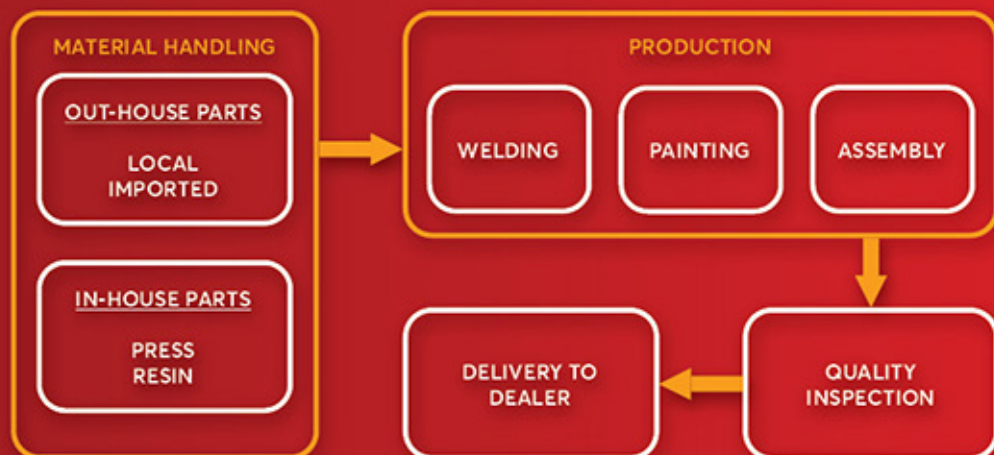 MATERIAL HANDLING
OUT-HOUSE PARTS
LOCAL
IMPORTED
IN-HOUSE PARTS
PRESS
RESIN
PRODUCTION
WELDING
PAINTING
ASSEMBLY
QUALITY
INSPECTION
DELIVERY TO
DEALER